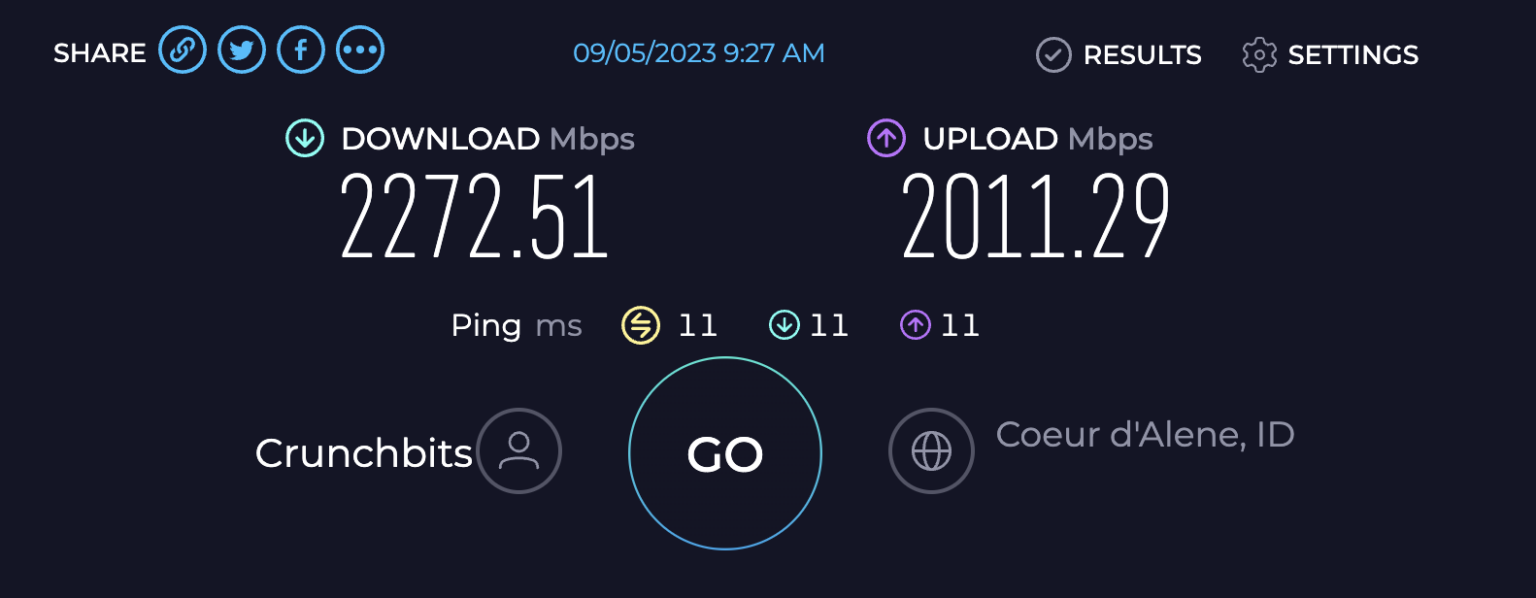 SHARE 09/05/2023 9:27 AM RESULTS SETTINGS
DOWNLOAD Mbps UPLOAD Mbps
2272.51 2011.29
Ping ms 11 11 11
Crunchbits GO Coeur d'Alene, ID